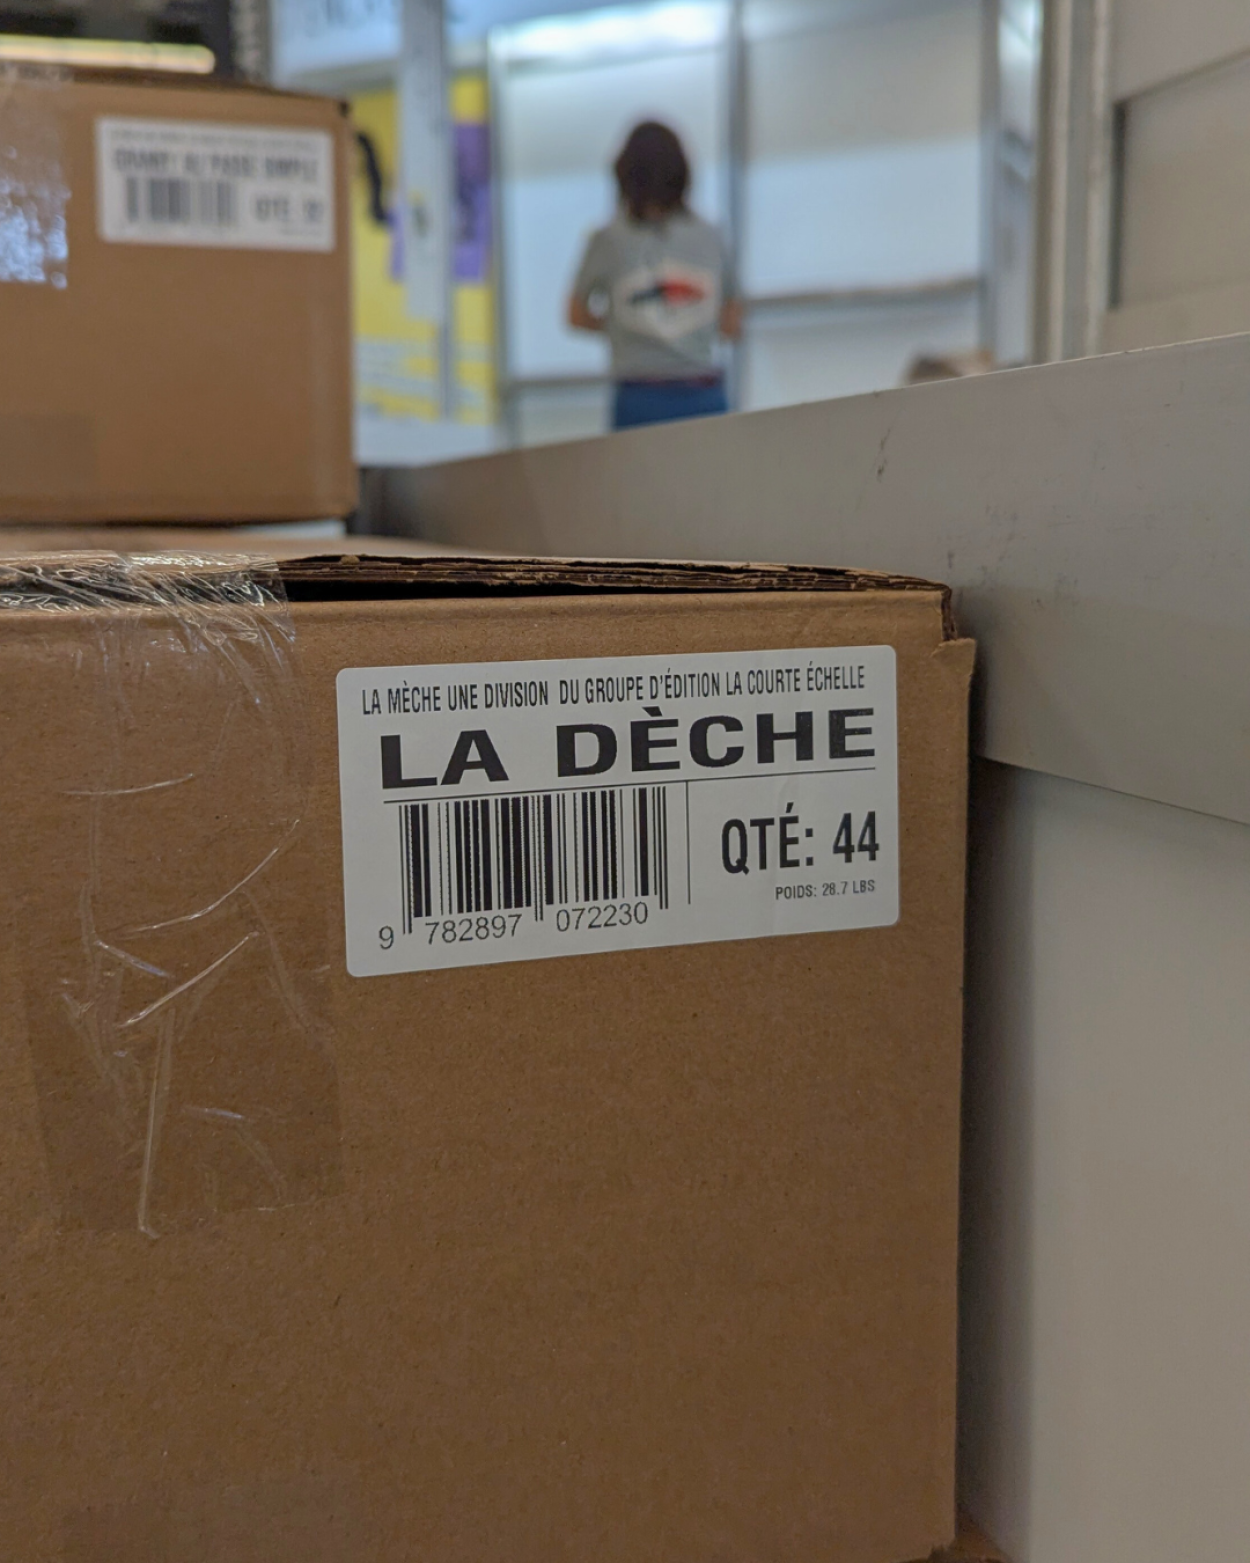 LA MÈCHE UNE DIVISION DU GROUPE D'ÉDITION LA COURTE ÉCHELLE
LA DÈCHE
QTÉ: 44
POIDS: 28.7 LBS
9 782897 072230
QTÉ: